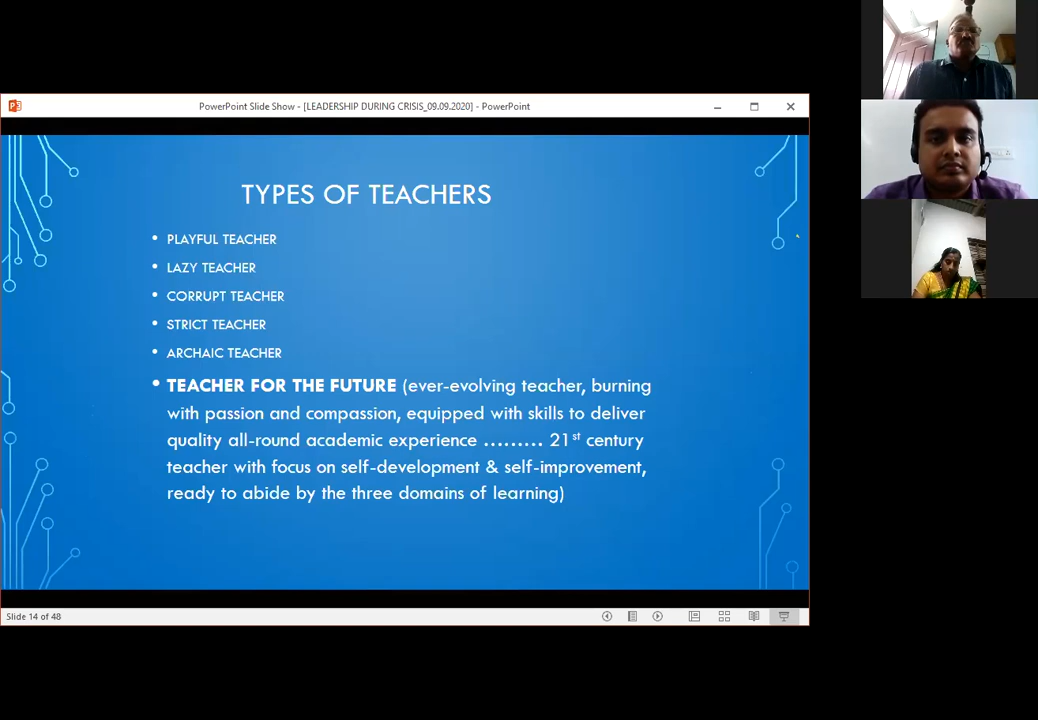 PowerPoint Slide Show - [LEADERSHIP DURING CRISIS_09.09.2020] - PowerPoint
TYPES OF TEACHERS
• PLAYFUL TEACHER
• LAZY TEACHER
• CORRUPT TEACHER
• STRICT TEACHER
• ARCHAIC TEACHER
• TEACHER FOR THE FUTURE (ever-evolving teacher, burning
with passion and compassion, equipped with skills to deliver
quality all-round academic experience ......... 21st century
teacher with focus on self-development & self-improvement,
ready to abide by the three domains of learning)
Slide 14 of 48